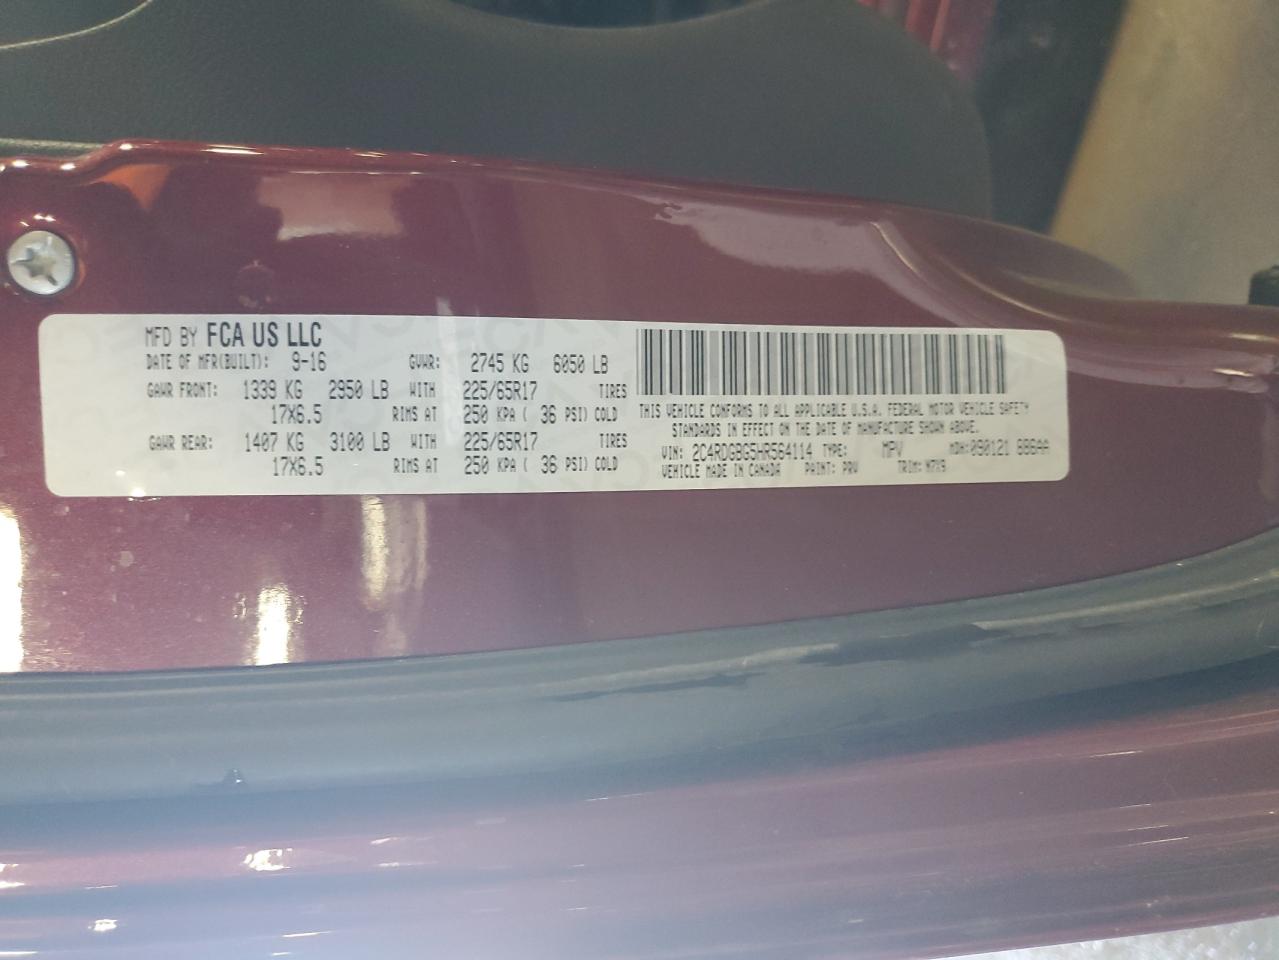 MFD BY FCA US LLC
DATE OF MFR(BUILT): 9-16 GVWR: 2745 KG 6050 LB
GAWR FRONT: 1339 KG 2950 LB WITH 225/65R17 TIRES
17X6.5 RIMS AT 250 KPA ( 36 PSI) COLD
GAWR REAR: 1407 KG 3100 LB WITH 225/65R17 TIRES
17X6.5 RIMS AT 250 KPA ( 36 PSI) COLD
THIS VEHICLE CONFORMS TO ALL APPLICABLE U.S.A. FEDERAL MOTOR VEHICLE SAFETY
STANDARDS IN EFFECT ON THE DATE OF MANUFACTURE SHOWN ABOVE.
VIN: 2C4RDGBG5HR564114 TYPE: MPV MDH:090121 686AA
VEHICLE MADE IN CANADA PAINT: PRV TRIM: